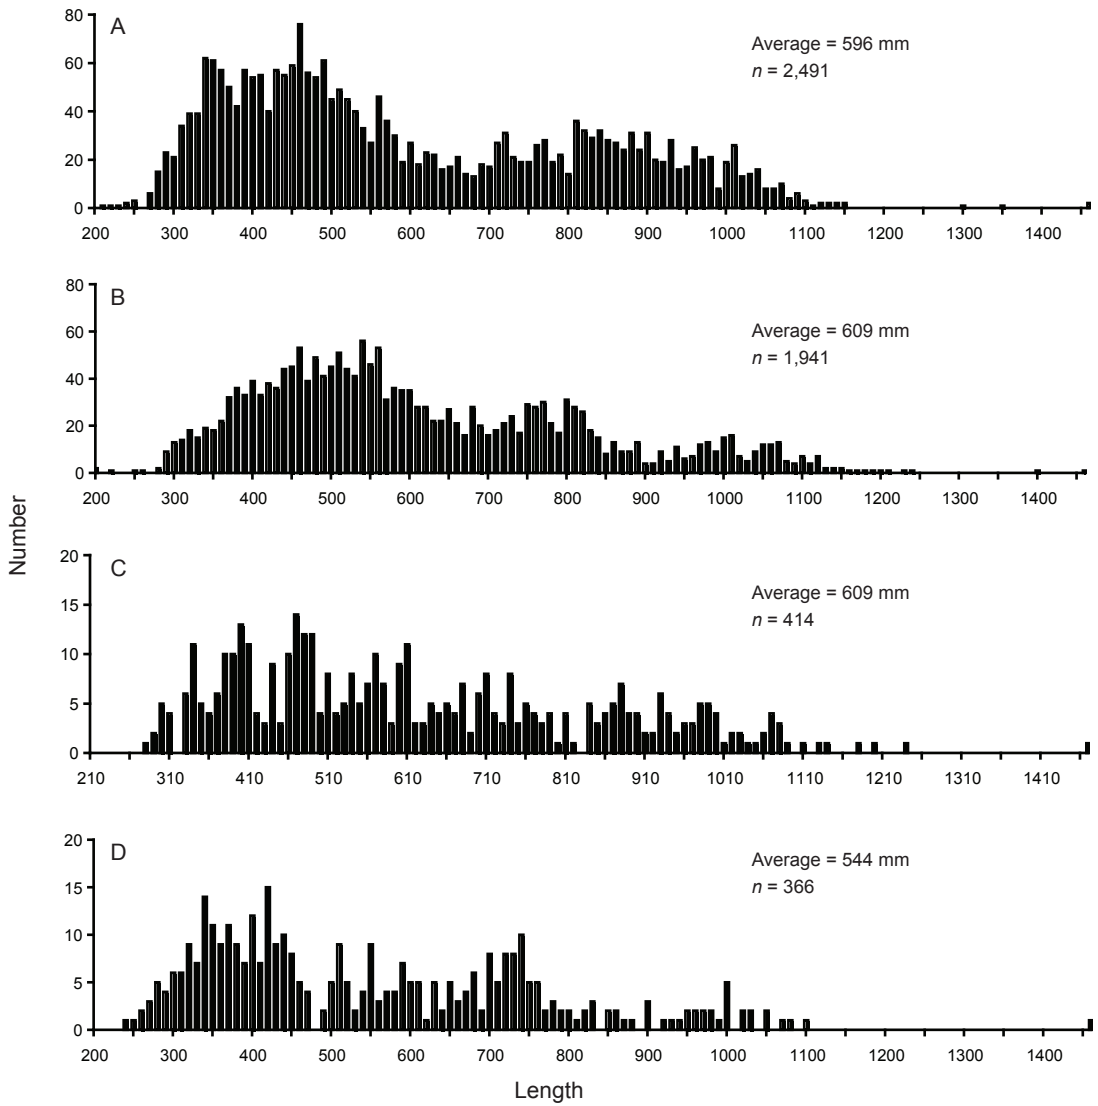 80
A
Average = 596 mm
n = 2,491
60
40
20
0
200 300 400 500 600 700 800 900 1000 1100 1200 1300 1400
80
B
Average = 609 mm
n = 1,941
60
40
20
0
200 300 400 500 600 700 800 900 1000 1100 1200 1300 1400
Number
20
C
Average = 609 mm
n = 414
15
10
5
0
210 310 410 510 610 710 810 910 1010 1110 1210 1310 1410
20
D
Average = 544 mm
n = 366
15
10
5
0
200 300 400 500 600 700 800 900 1000 1100 1200 1300 1400
Length